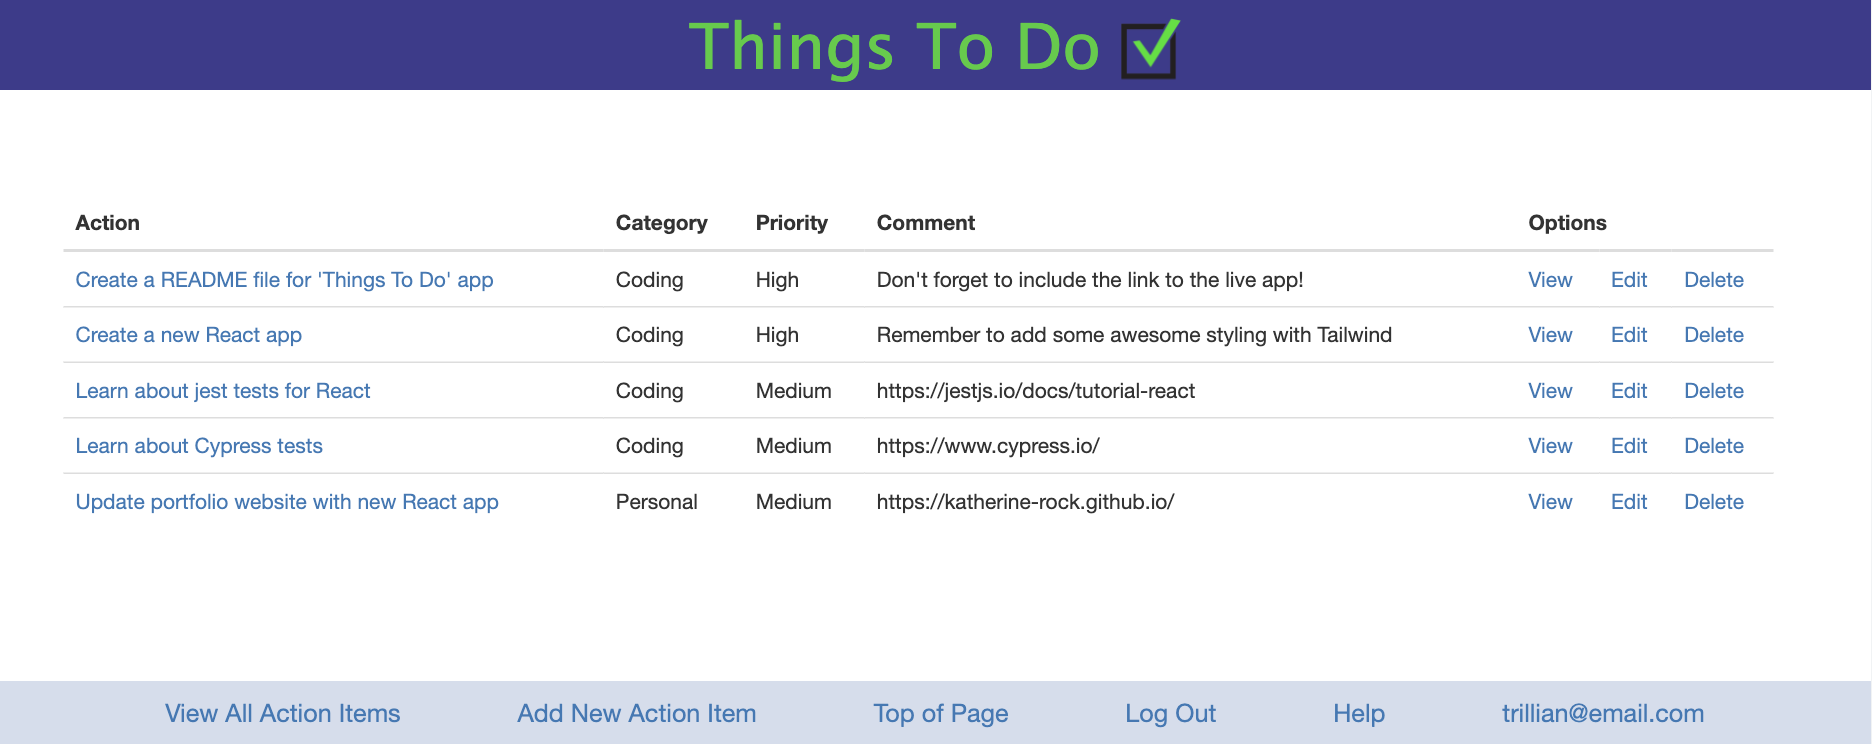 Things To Do
Action Category Priority Comment Options
Create a README file for 'Things To Do' app Coding High Don't forget to include the link to the live app! View Edit Delete
Create a new React app Coding High Remember to add some awesome styling with Tailwind View Edit Delete
Learn about jest tests for React Coding Medium https://jestjs.io/docs/tutorial-react View Edit Delete
Learn about Cypress tests Coding Medium https://www.cypress.io/ View Edit Delete
Update portfolio website with new React app Personal Medium https://katherine-rock.github.io/ View Edit Delete
View All Action Items Add New Action Item Top of Page Log Out Help trillian@email.com